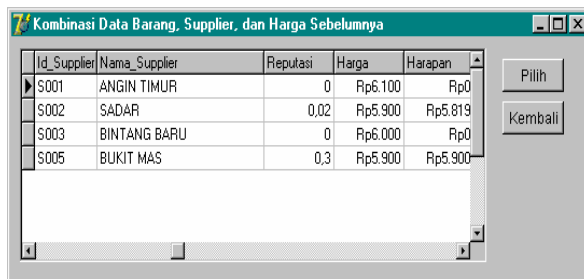 Kombinasi Data Barang, Supplier, dan Harga Sebelumnya
Id_Supplier Nama_Supplier Reputasi Harga Harapan
S001 ANGIN TIMUR 0 Rp6.100 Rp0
S002 SADAR 0,02 Rp5.900 Rp5.819
S003 BINTANG BARU 0 Rp6.000 Rp0
S005 BUKIT MAS 0,3 Rp5.900 Rp5.900
Pilih
Kembali